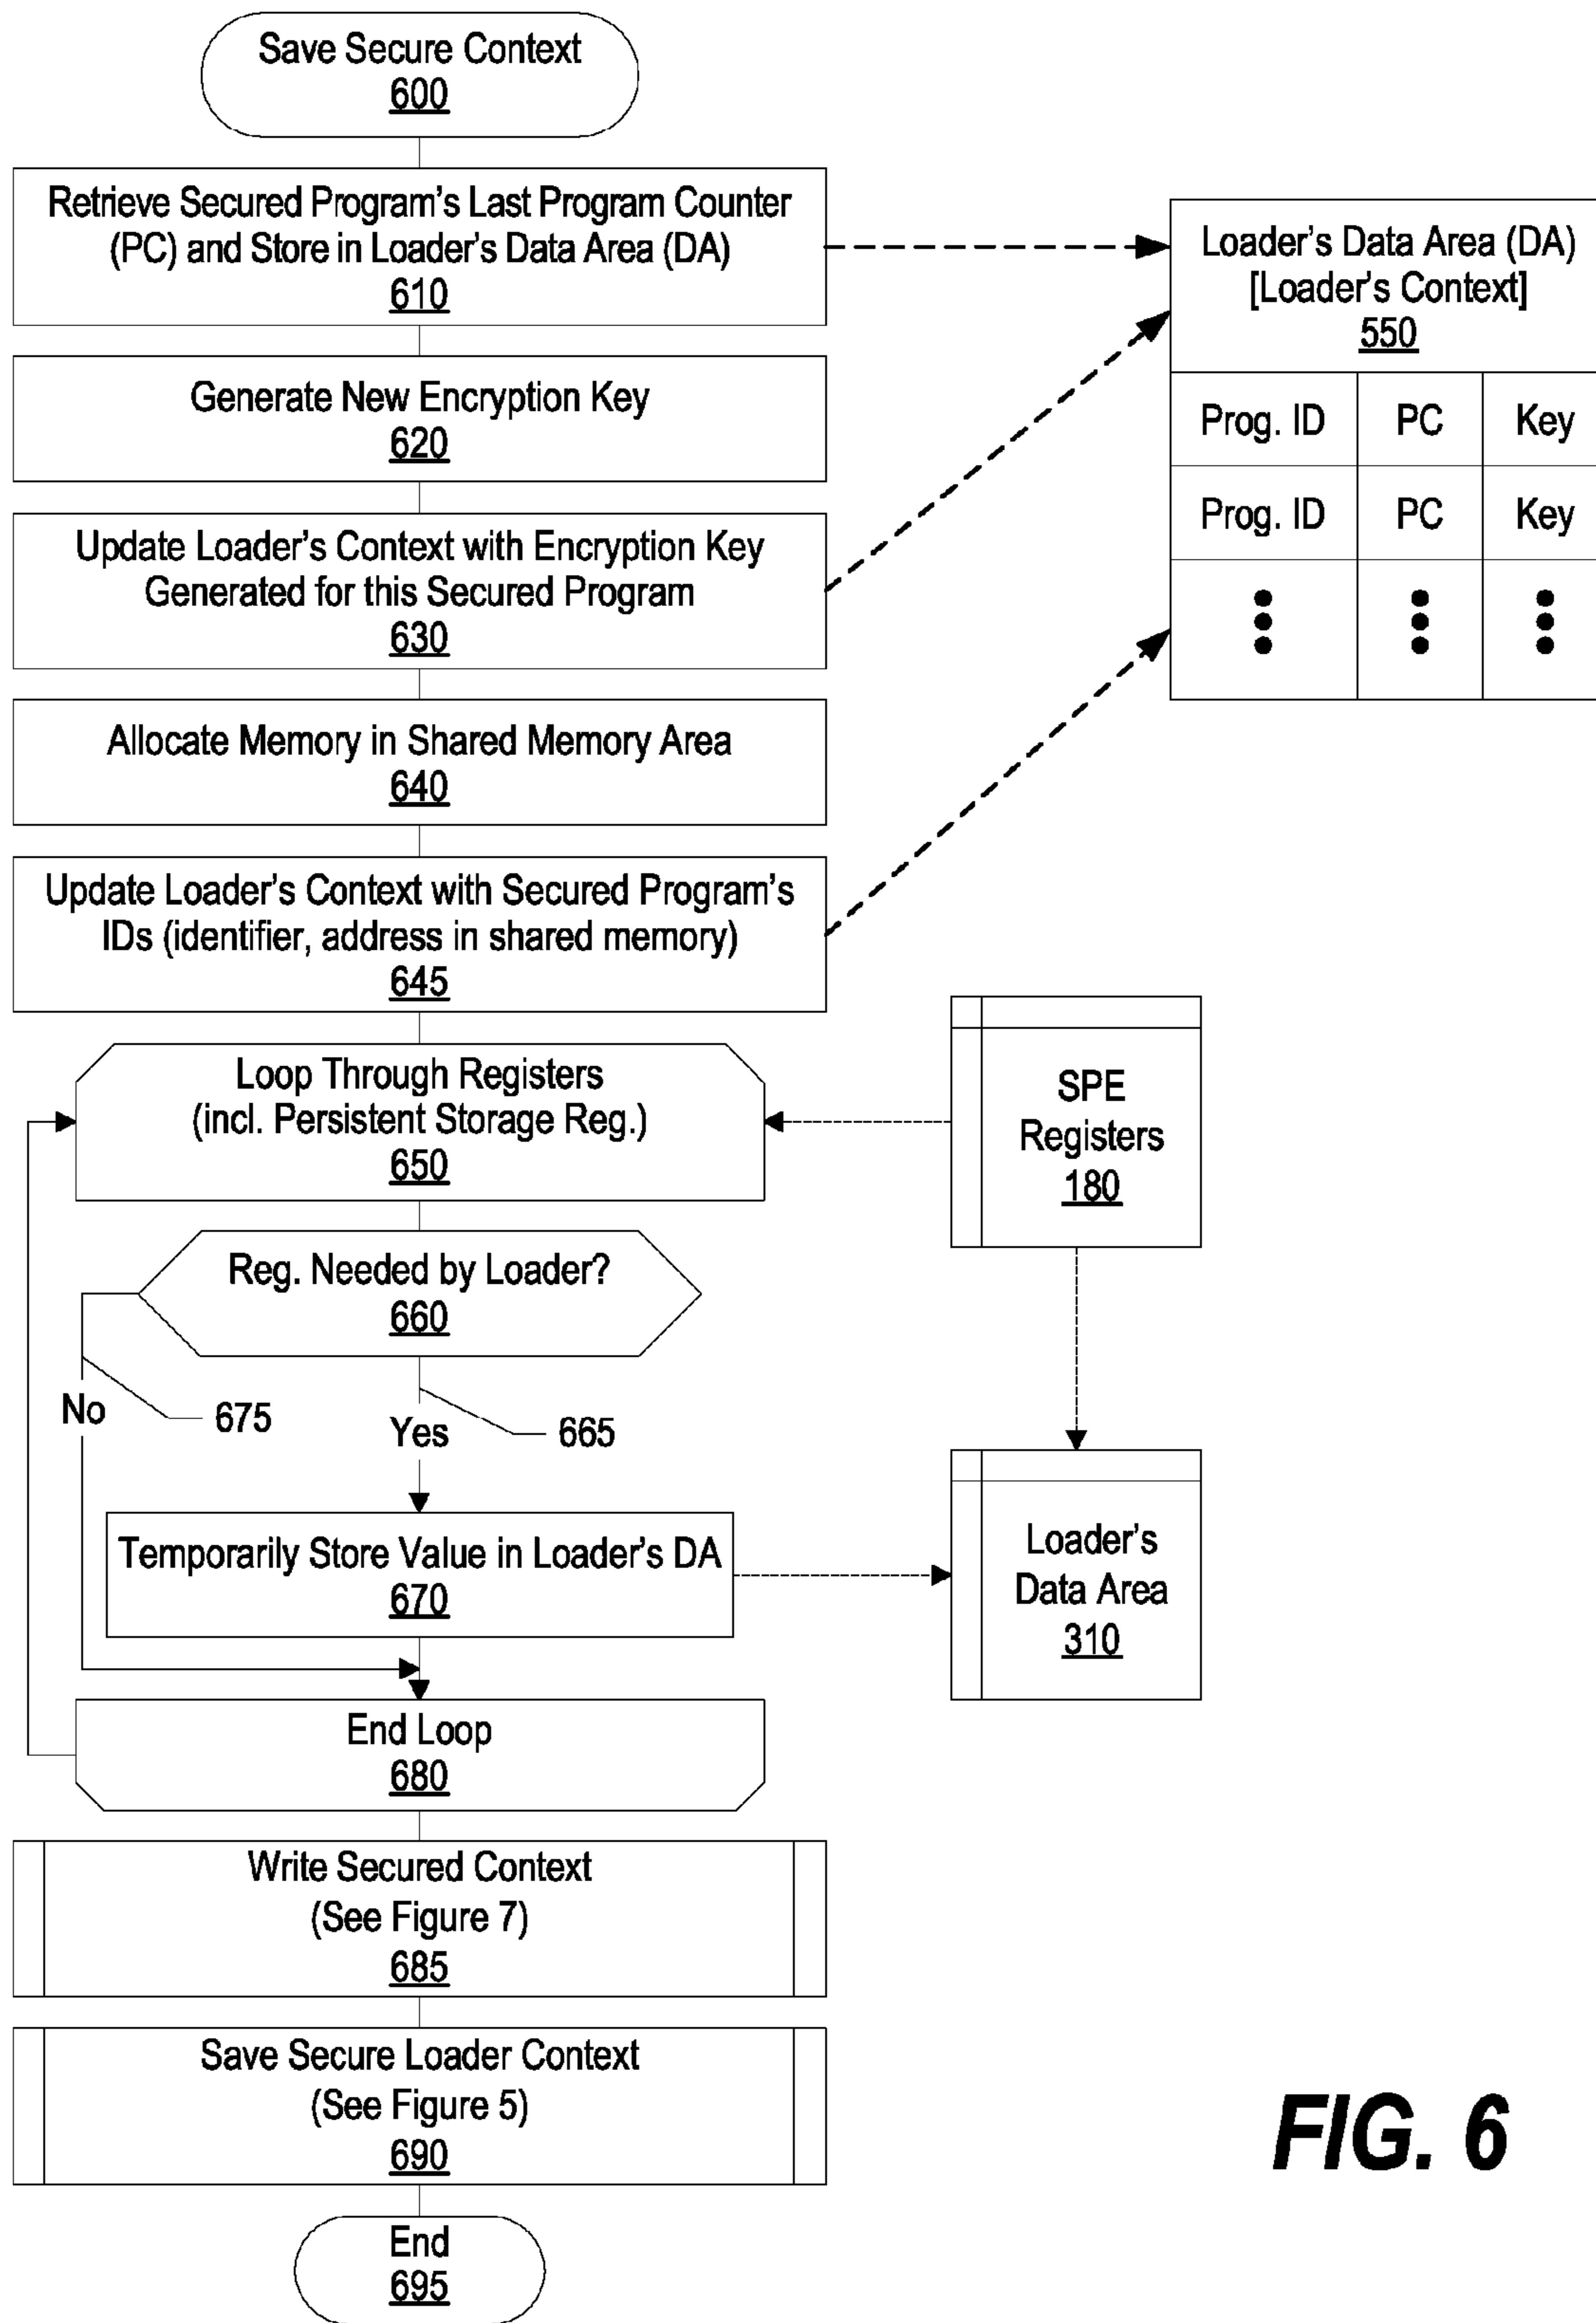 Save Secure Context
600
Retrieve Secured Program's Last Program Counter
(PC) and Store in Loader's Data Area (DA)
610
Generate New Encryption Key
620
Update Loader's Context with Encryption Key
Generated for this Secured Program
630
Allocate Memory in Shared Memory Area
640
Update Loader's Context with Secured Program's
IDs (identifier, address in shared memory)
645
Loader's Data Area (DA)
[Loader's Context]
550
Prog. ID PC Key
Prog. ID PC Key
Loop Through Registers
(incl. Persistent Storage Reg.)
650
SPE
Registers
180
Reg. Needed by Loader?
660
No
675
Yes
665
Temporarily Store Value in Loader's DA
670
Loader's
Data Area
310
End Loop
680
Write Secured Context
(See Figure 7)
685
Save Secure Loader Context
(See Figure 5)
690
End
695
FIG. 6